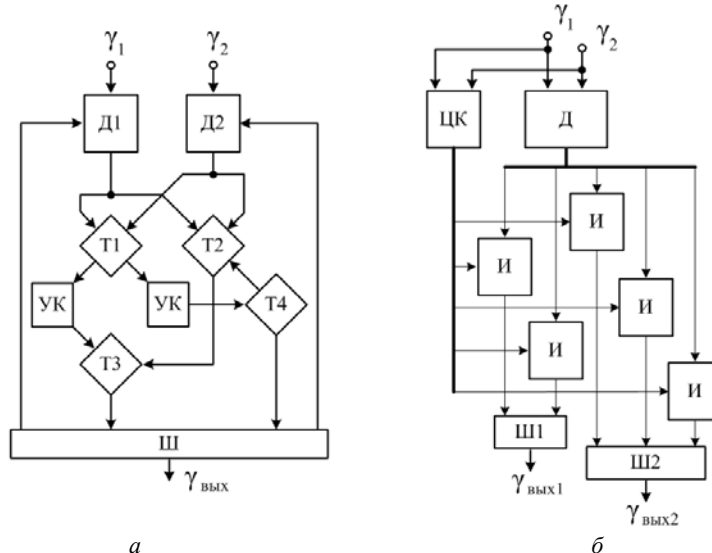 γ1 γ2
Д1 Д2
Т1 Т2
УК УК Т4
Т3
Ш
γвых
а
γ1 γ2
ЦК Д
И
И
И
И
И
Ш1
Ш2
γвых1
γвых2
б